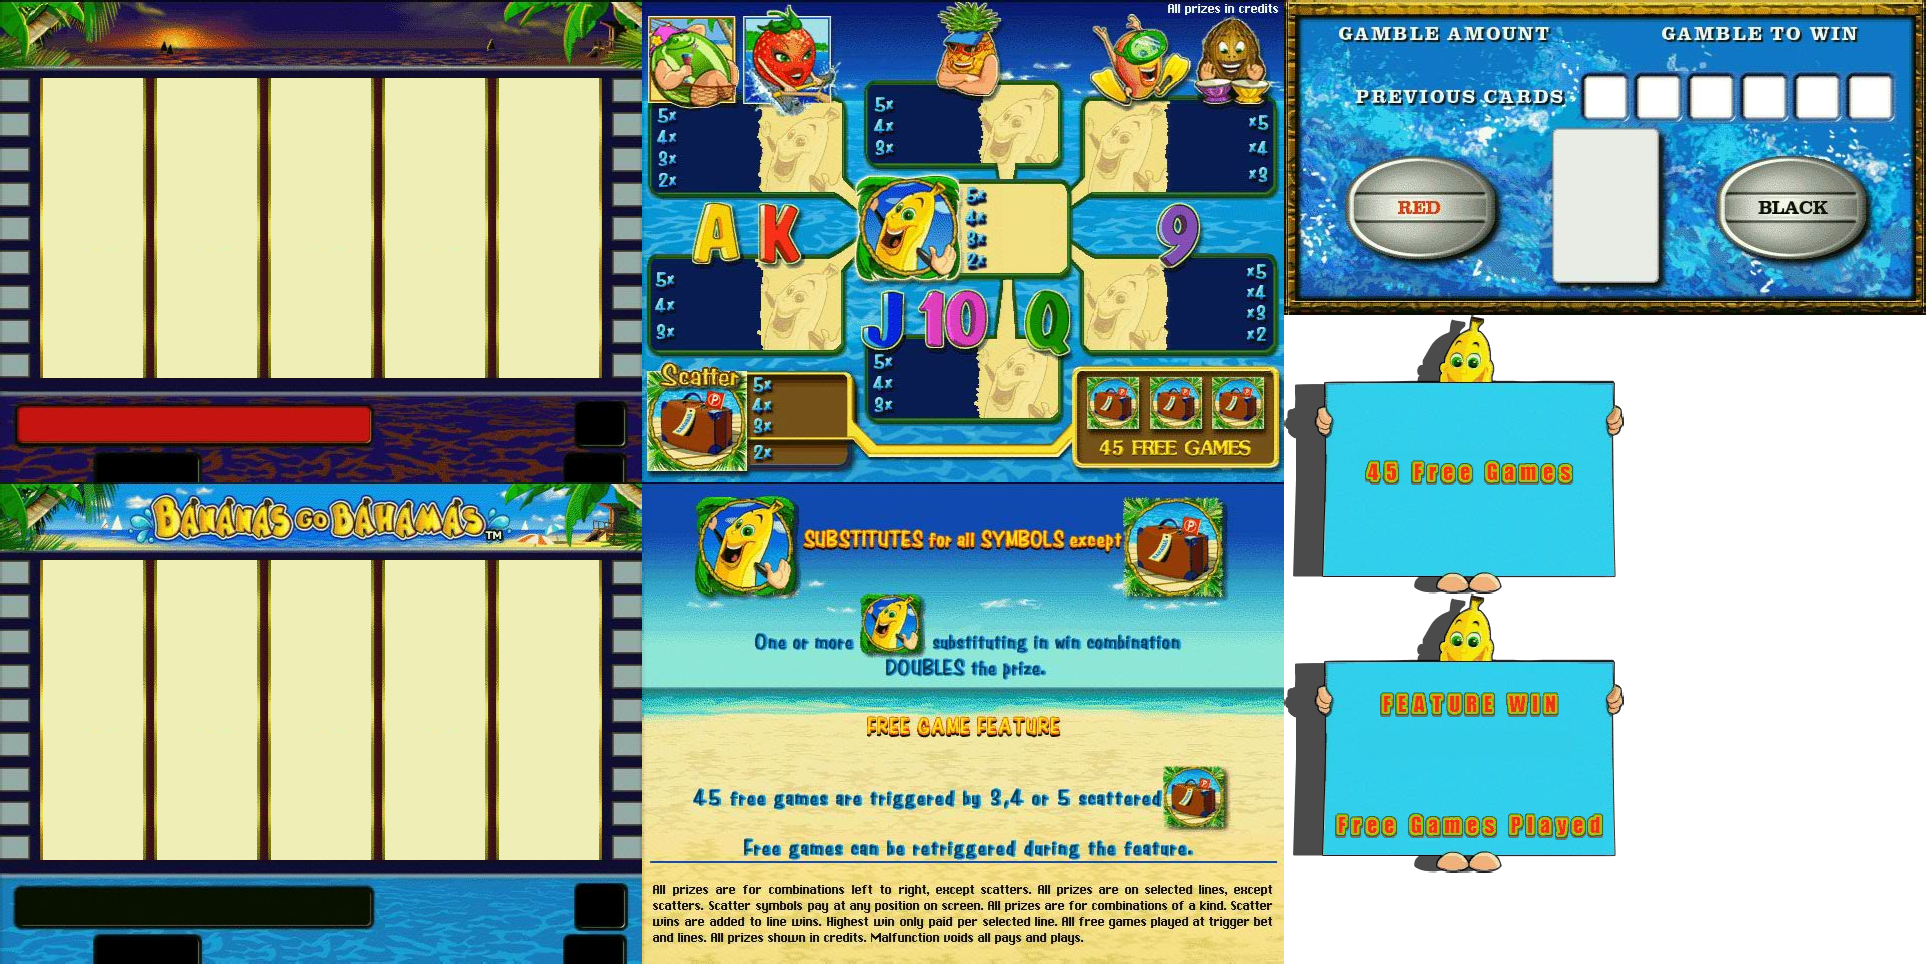 All prizes in credits
5x
4x
3x
2x
5x
4x
3x
x5
x4
x3
5x
4x
3x
2x
A K
9
5x
4x
3x
J 10 Q
x5
x4
x3
x2
5x
4x
3x
Scatter
P
BAHAMAS
5x
4x
3x
2x
45 FREE GAMES
GAMBLE AMOUNT
GAMBLE TO WIN
PREVIOUS CARDS
RED
BLACK
45 Free Games
BANANAS GO BAHAMAS™
SUBSTITUTES for all SYMBOLS except
P
BAHAMAS
One or more substituting in win combination
DOUBLES the prize.
FREE GAME FEATURE
45 free games are triggered by 3,4 or 5 scattered
Free games can be retriggered during the feature.
All prizes are for combinations left to right, except scatters. All prizes are on selected lines, except
scatters. Scatter symbols pay at any position on screen. All prizes are for combinations of a kind. Scatter
wins are added to line wins. Highest win only paid per selected line. All free games played at trigger bet
and lines. All prizes shown in credits. Malfunction voids all pays and plays.
FEATURE WIN
Free Games Played